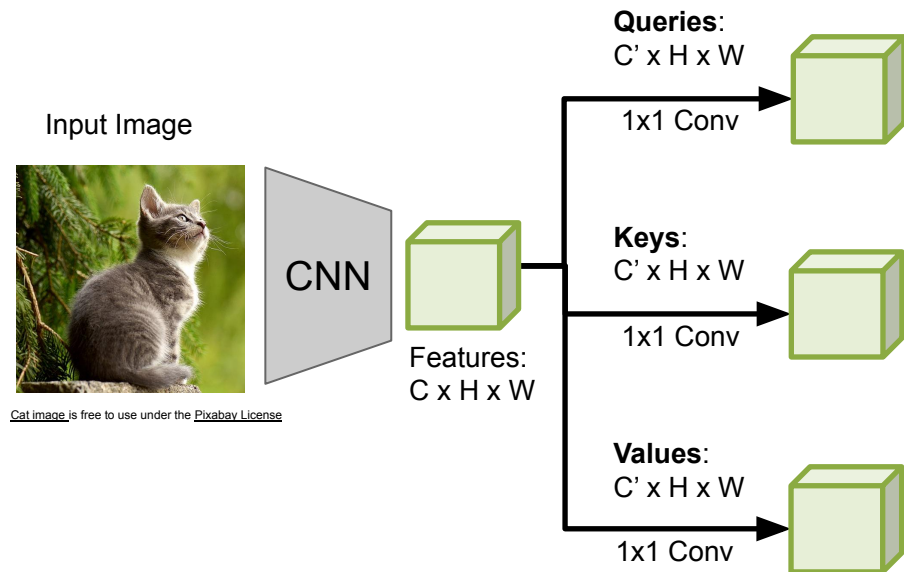 Input Image
Cat image is free to use under the Pixabay License
CNN
Features:
C x H x W
Queries:
C’ x H x W
1x1 Conv
Keys:
C’ x H x W
1x1 Conv
Values:
C’ x H x W
1x1 Conv